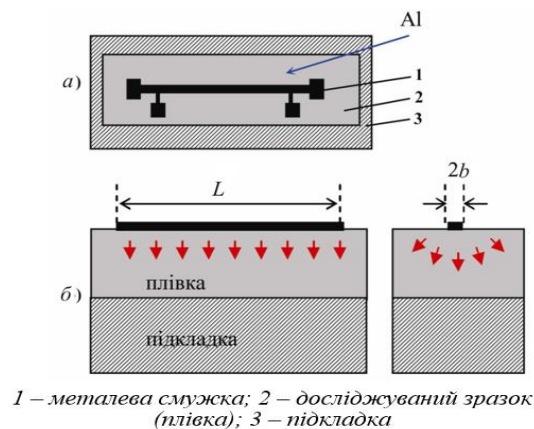 Al
а)
1
2
3
L
2b
плівка
б)
підкладка
1 – металева смужка; 2 – досліджуваний зразок
(плівка); 3 – підкладка